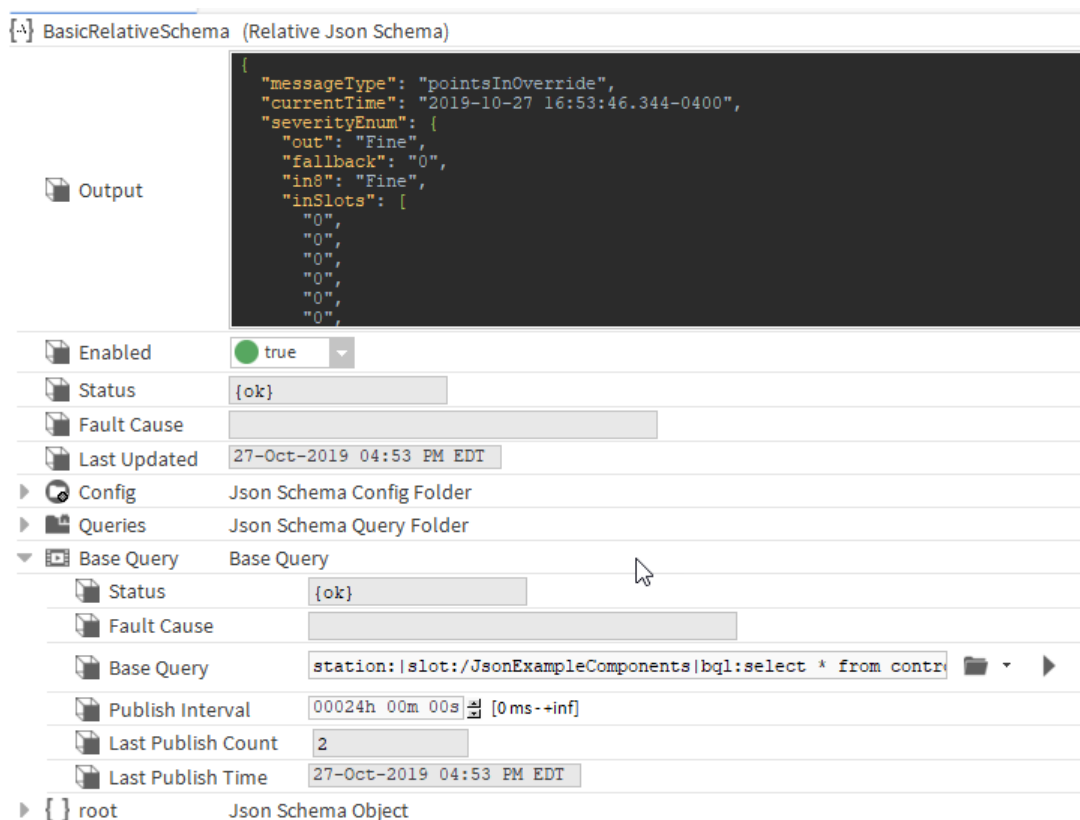 BasicRelativeSchema (Relative Json Schema)
{
"messageType": "pointsInOverride",
"currentTime": "2019-10-27 16:53:46.344-0400",
"severityEnum": {
"out": "Fine",
"fallback": "0",
"in8": "Fine",
"inSlots": [
"0",
"0",
"0",
"0",
"0",
"0",
Output
Enabled true
Status {ok}
Fault Cause
Last Updated 27-Oct-2019 04:53 PM EDT
Config Json Schema Config Folder
Queries Json Schema Query Folder
Base Query Base Query
Status {ok}
Fault Cause
Base Query station:|slot:/JsonExampleComponents|bql:select * from contr
Publish Interval 00024h 00m 00s [0 ms - +inf]
Last Publish Count 2
Last Publish Time 27-Oct-2019 04:53 PM EDT
{ } root Json Schema Object